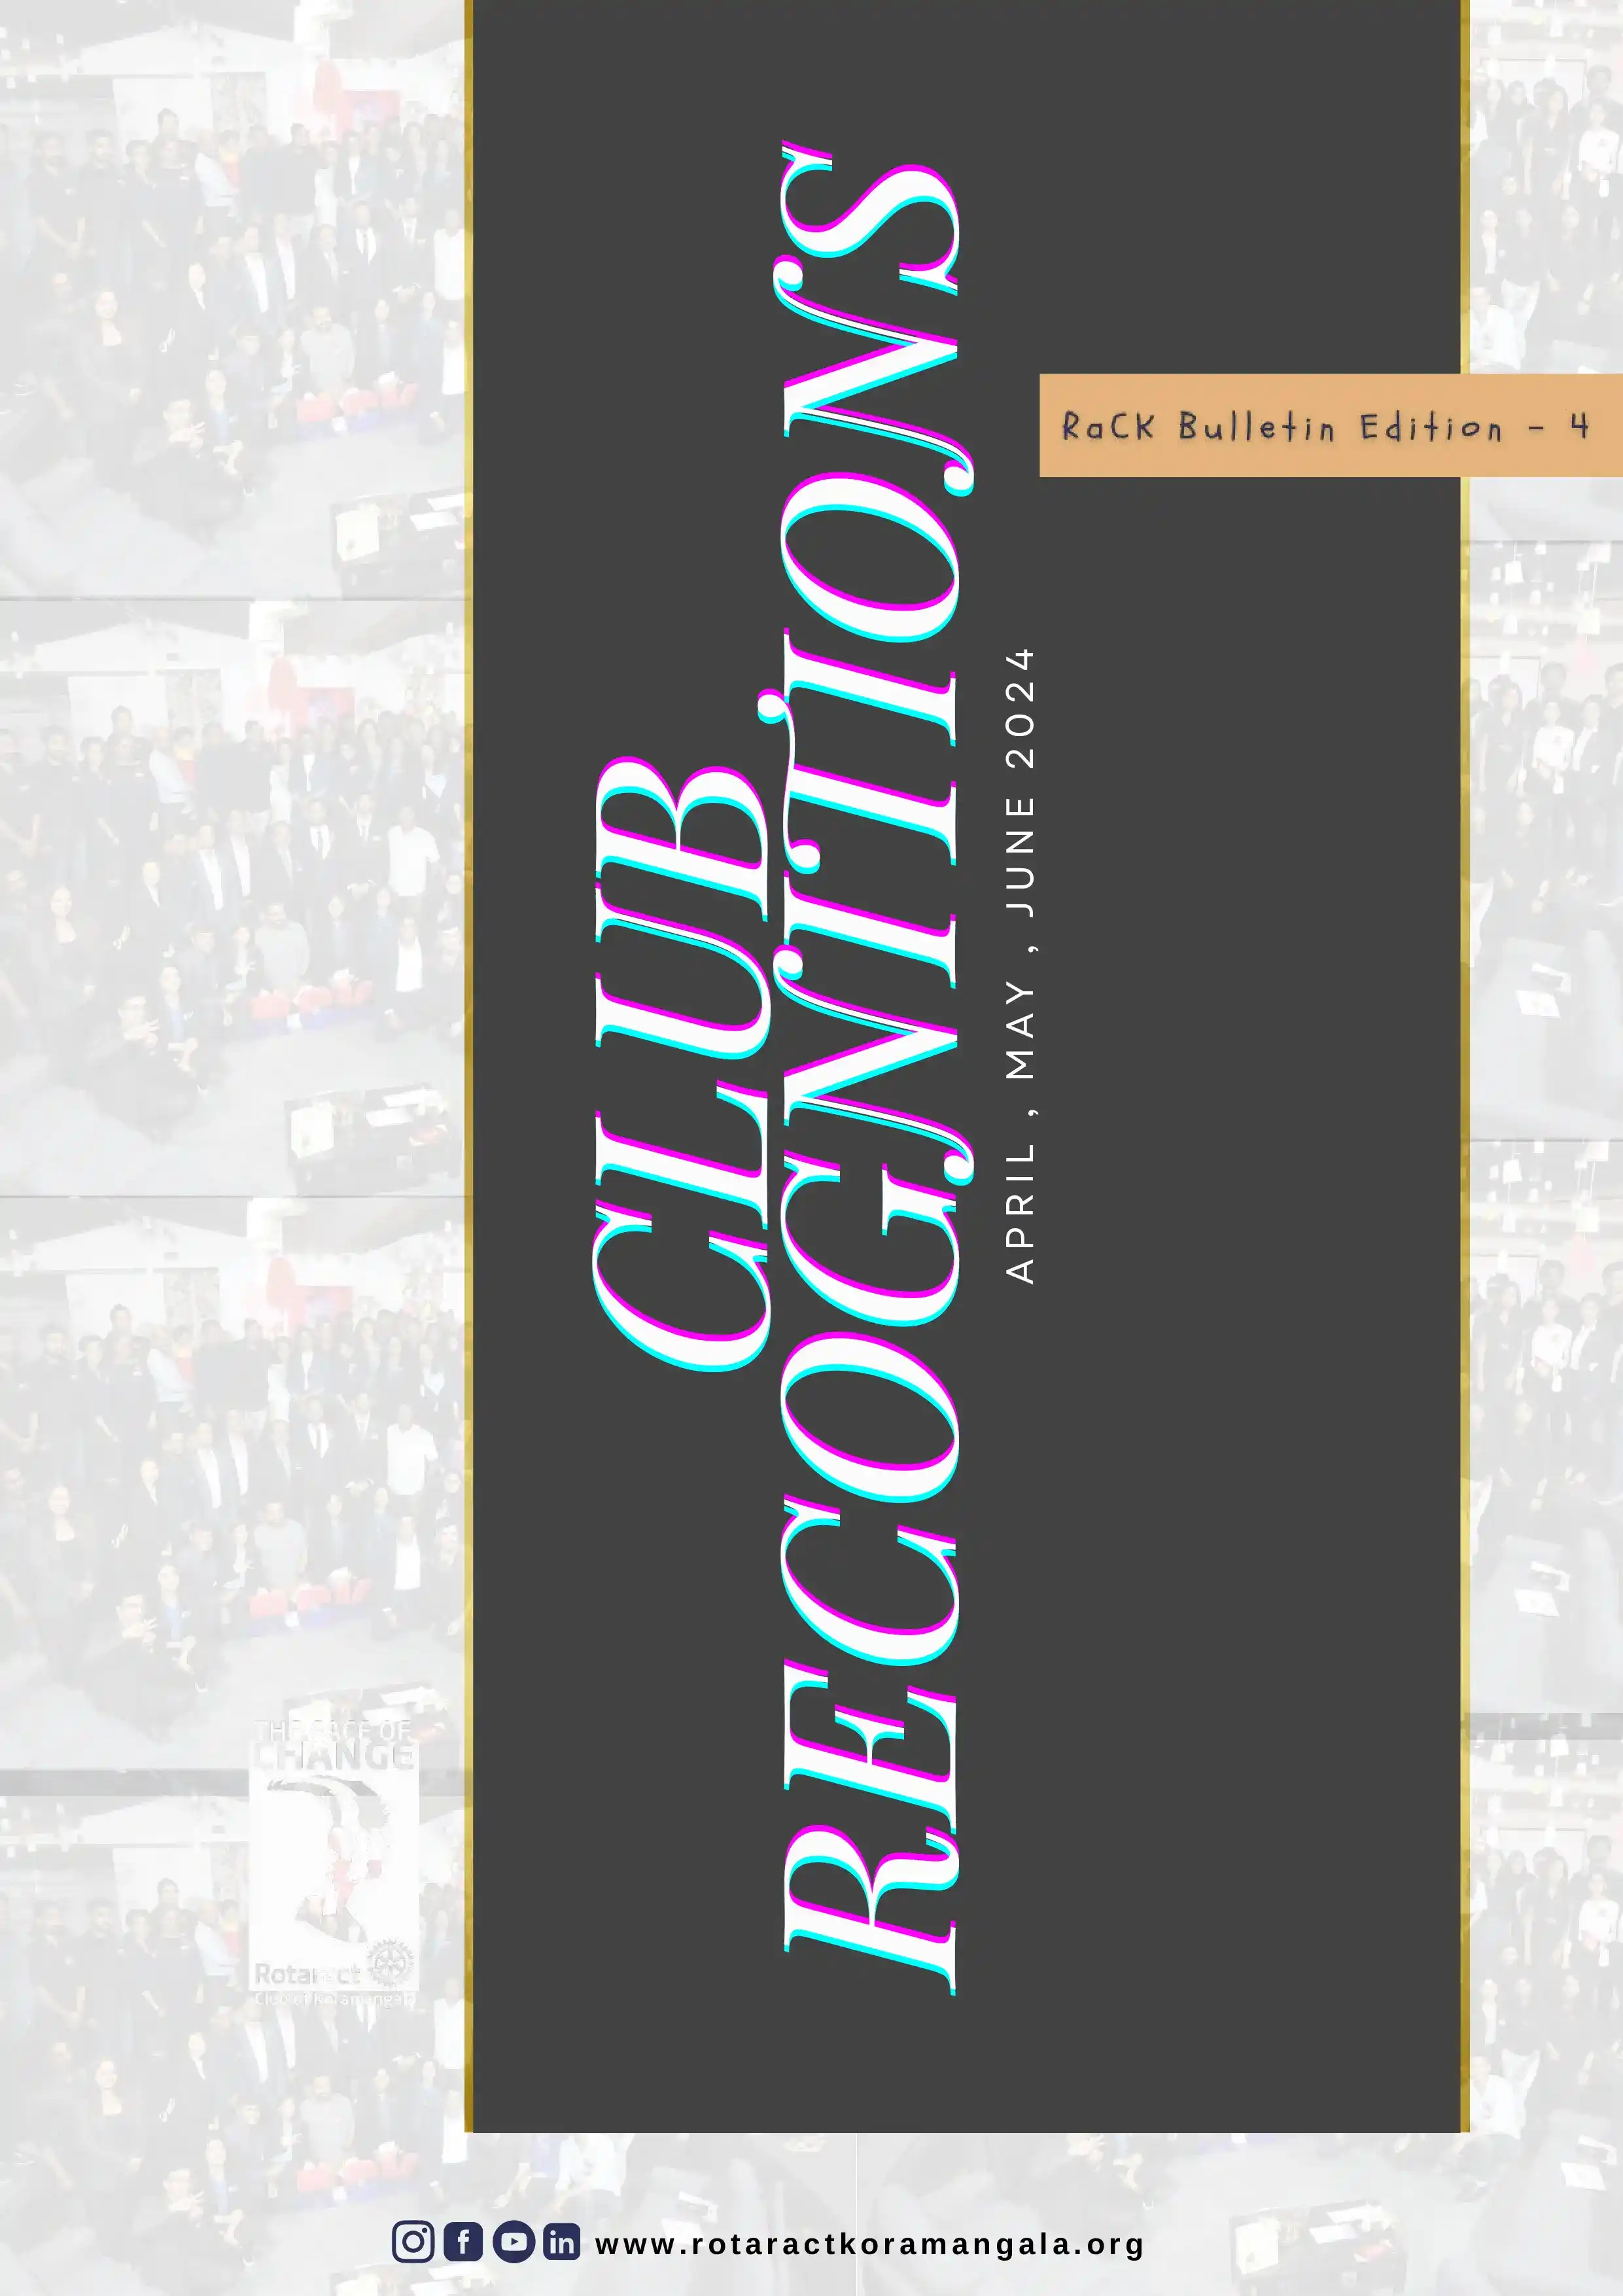 CLUB
RECOGNITIONS
APRIL , MAY , JUNE 2024
RaCK Bulletin Edition - 4
THE FACE OF
CHANGE
Rotaract
Club of Koramangala
www.rotaractkoramangala.org